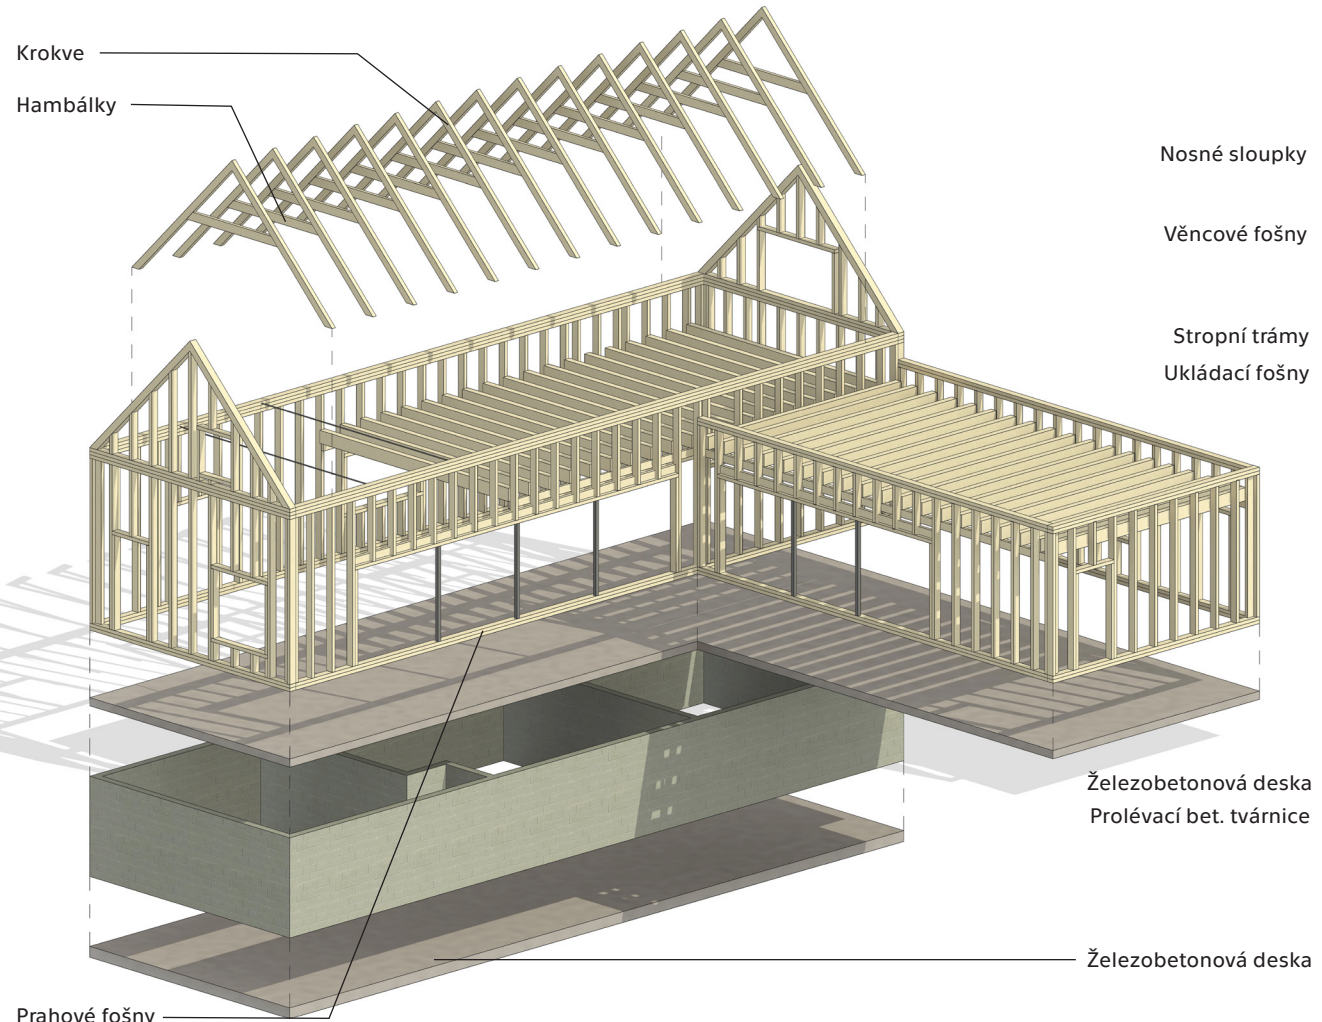 Krokve
Hambálky
Nosné sloupky
Věncové fošny
Stropní trámy
Ukládací fošny
Železobetonová deska
Prolévací bet. tvárnice
Železobetonová deska
Prahové fošny